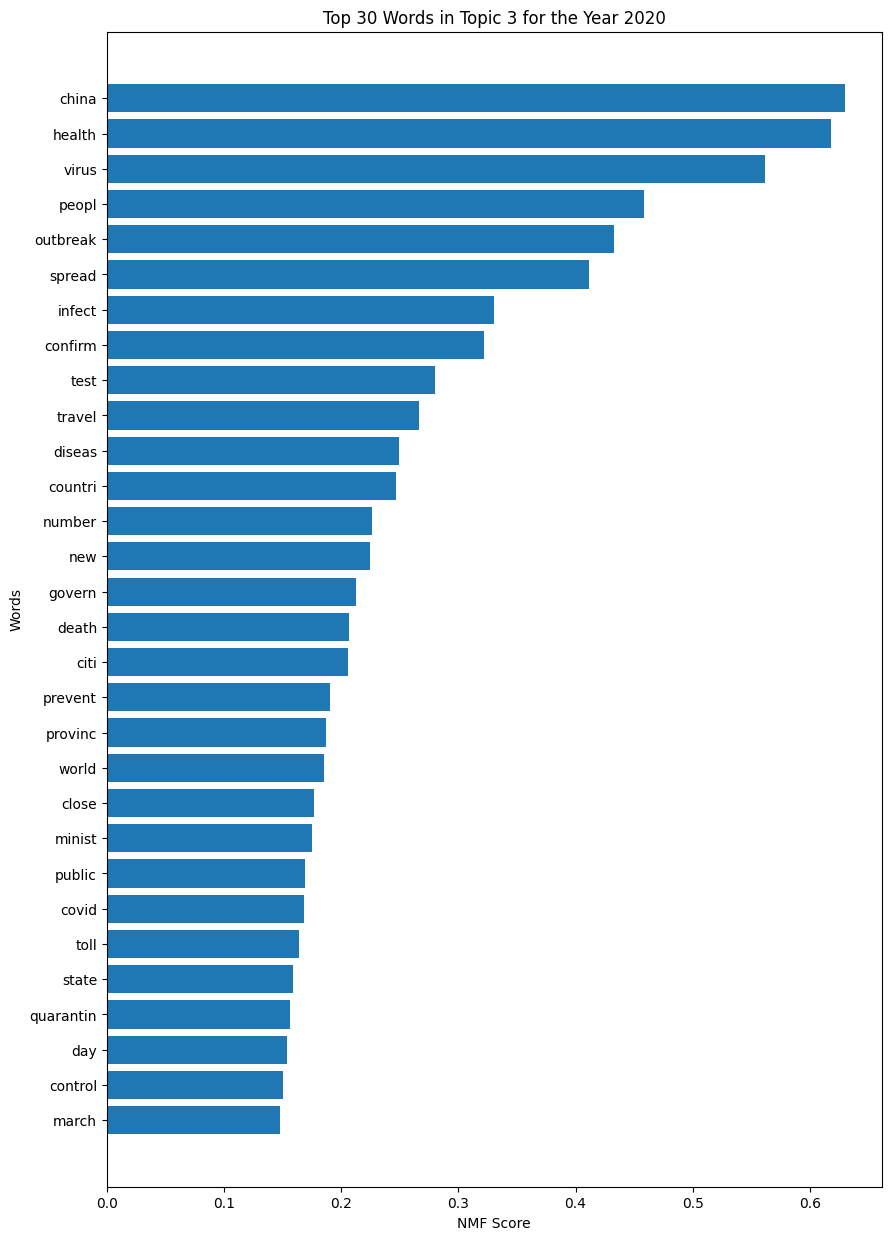 Top 30 Words in Topic 3 for the Year 2020
Words
china
health
virus
peopl
outbreak
spread
infect
confirm
test
travel
diseas
countri
number
new
govern
death
citi
prevent
provinc
world
close
minist
public
covid
toll
state
quarantin
day
control
march
0.0 0.1 0.2 0.3 0.4 0.5 0.6
NMF Score